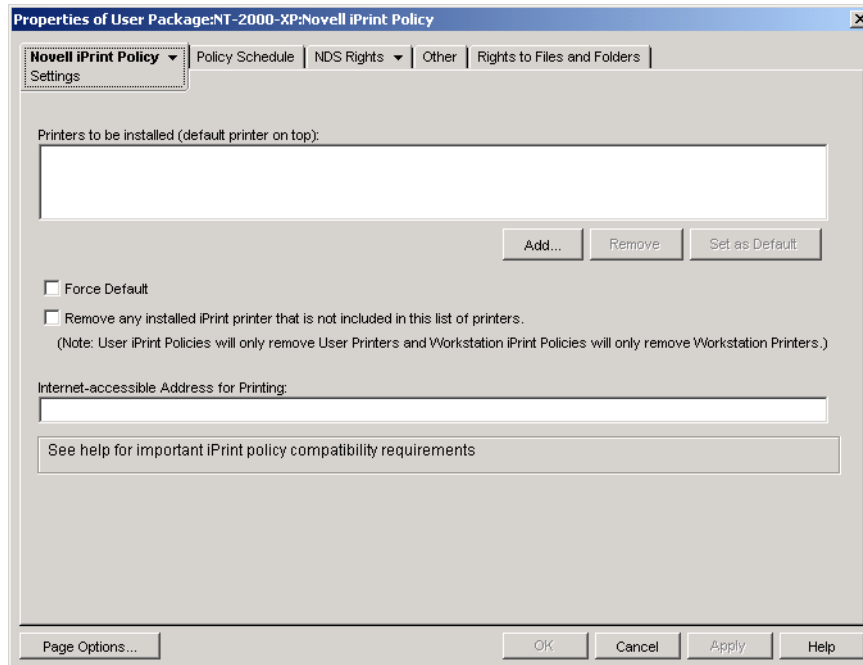 Properties of User Package:NT-2000-XP:Novell iPrint Policy
Novell iPrint Policy Policy Schedule NDS Rights Other Rights to Files and Folders
Settings
Printers to be installed (default printer on top):
Add... Remove Set as Default
Force Default
Remove any installed iPrint printer that is not included in this list of printers.
(Note: User iPrint Policies will only remove User Printers and Workstation iPrint Policies will only remove Workstation Printers.)
Internet-accessible Address for Printing:
See help for important iPrint policy compatibility requirements
Page Options... OK Cancel Apply Help